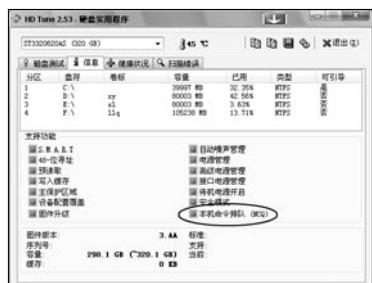 HD Tune 2.53 - 硬盘实用程序
ST3320620AS (320 GB) 45 ℃ 退出(X)
磁盘测试 信息 健康状况 扫描错误
分区 盘符 卷标 容量 已用 类型 可引导
1 C:\ 39997 MB 32.35% NTFS 是
2 D:\ xy 80003 MB 42.56% NTFS 否
3 E:\ xl 80003 MB 3.63% NTFS 否
4 F:\ llq 105238 MB 13.71% NTFS 否
支持功能
S.M.A.R.T 自动噪声管理
48-位寻址 电源管理
预读取 高级电源管理
写入缓存 接口电源管理
主保护区域 待机电源开启
设备配置覆盖 安全模式
固件升级 本机命令排队 (NCQ)
固件版本: 3.AA 标准:
序列号: 支持:
容量: 298.1 GB (~320.1 GB) 当前:
缓存: 0 KB